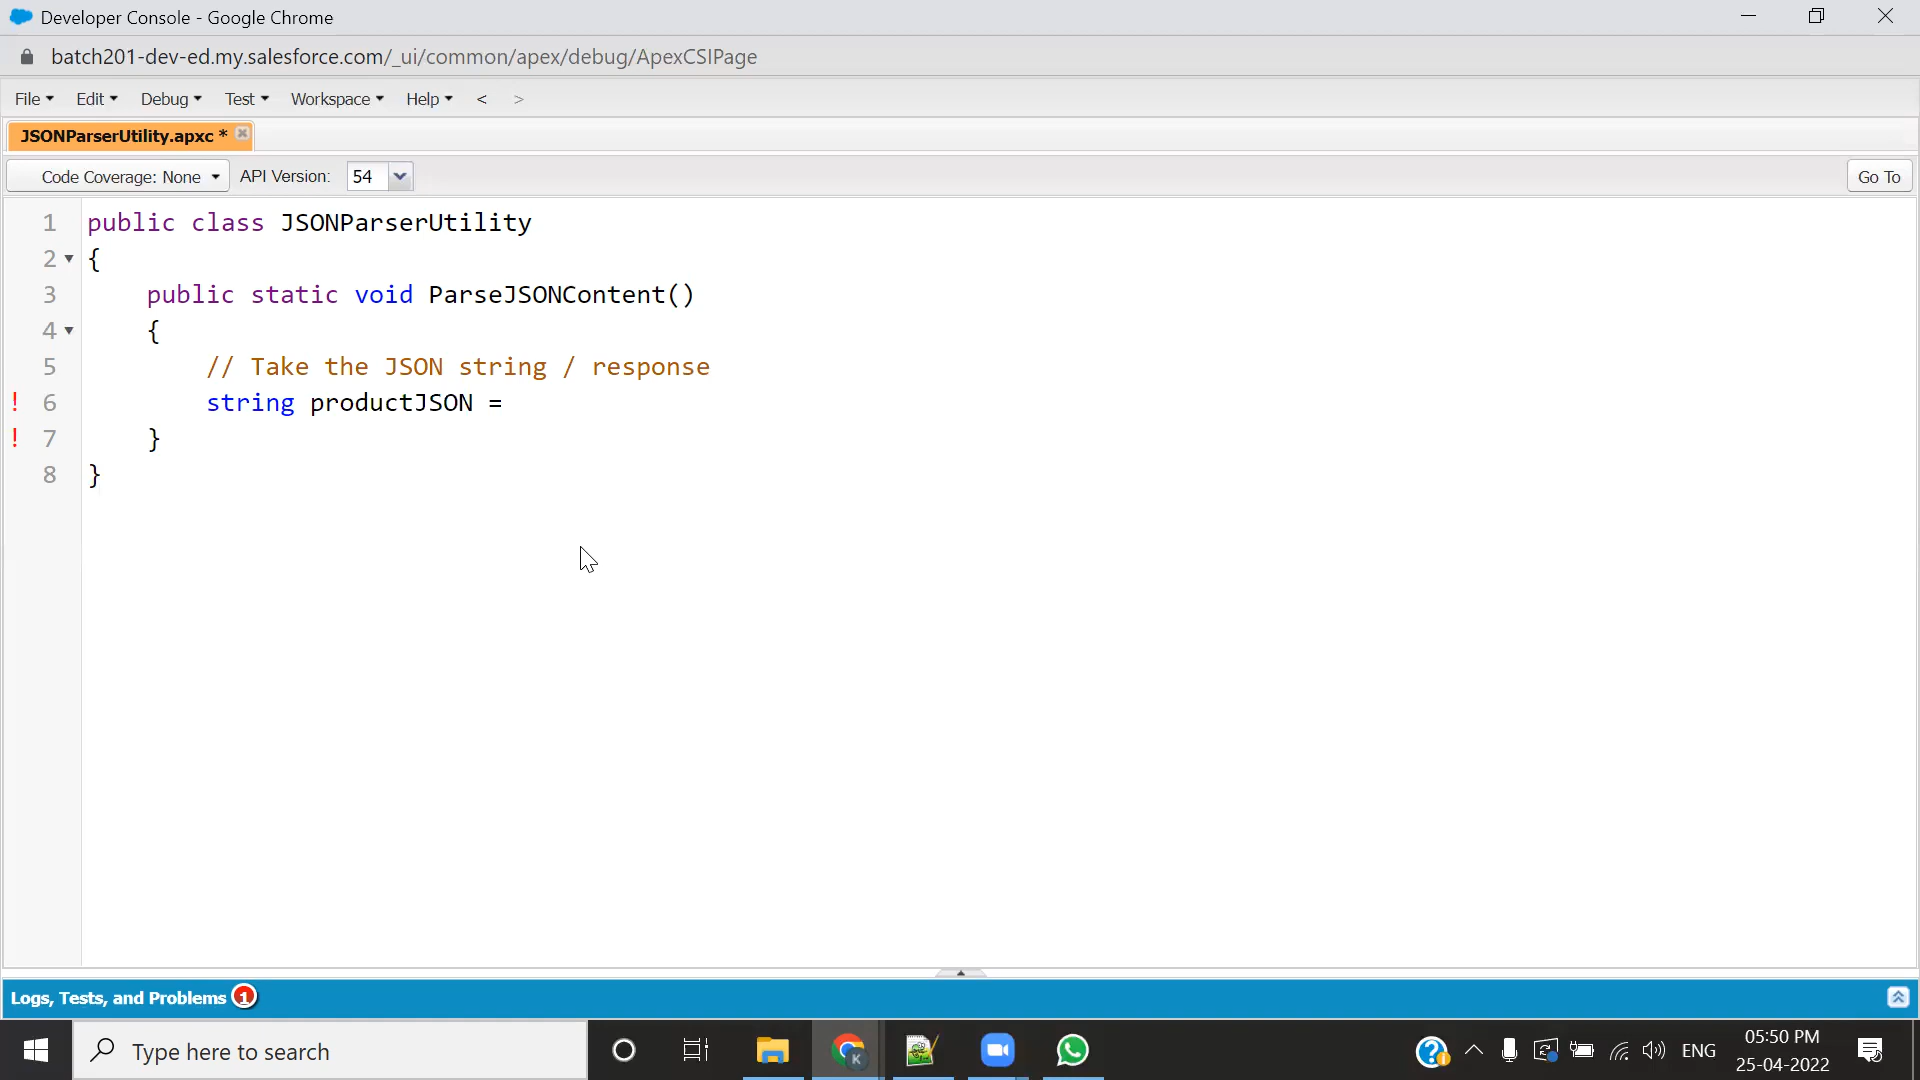 Developer Console - Google Chrome
batch201-dev-ed.my.salesforce.com/_ui/common/apex/debug/ApexCSIPage
File Edit Debug Test Workspace Help < >
JSONParserUtility.apxc *
Code Coverage: None API Version: 54 Go To
1 public class JSONParserUtility
2 {
3 public static void ParseJSONContent()
4 {
5 // Take the JSON string / response
! 6 string productJSON =
! 7 }
8 }
Logs, Tests, and Problems 1
Type here to search
K
ENG
05:50 PM
25-04-2022